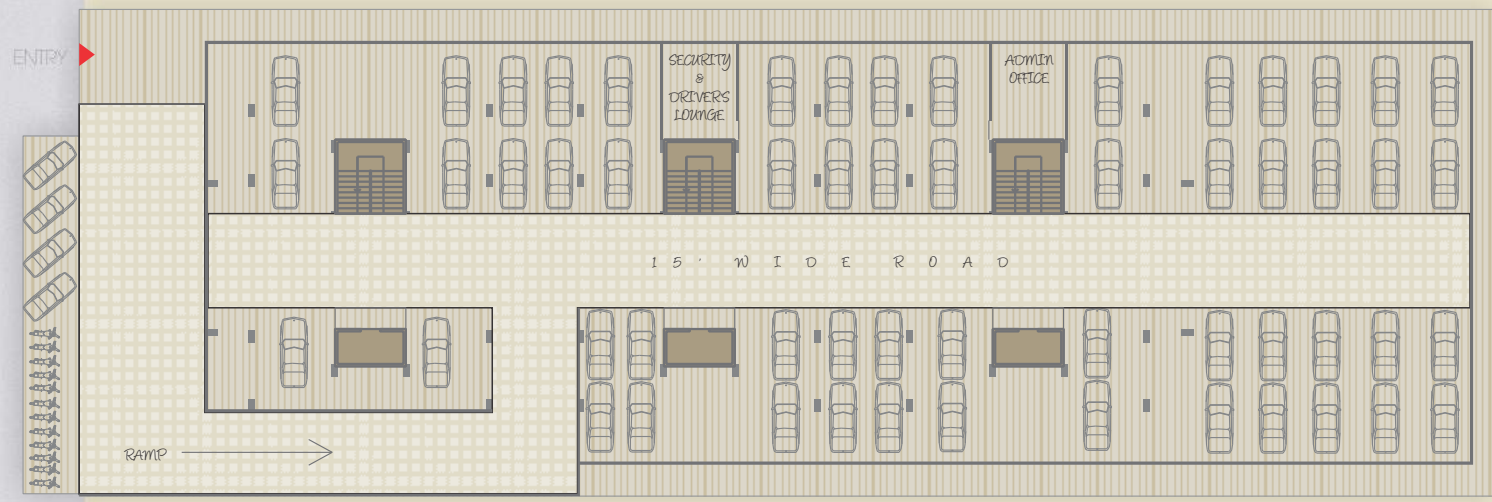 ENTRY
SECURITY
&
DRIVERS
LOUNGE
ADMIN
OFFICE
15' WIDE ROAD
RAMP